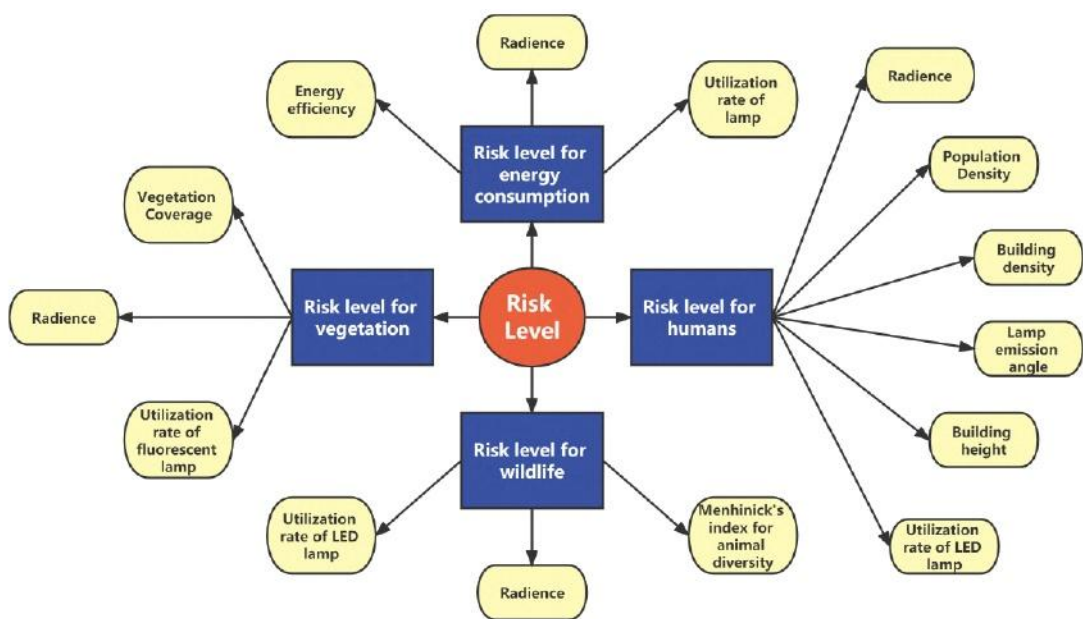 Radience
Energy
efficiency
Utilization
rate of
lamp
Radience
Risk level for
energy
consumption
Population
Density
Vegetation
Coverage
Building
density
Radience
Risk level for
vegetation
Risk
Level
Risk level for
humans
Lamp
emission
angle
Utilization
rate of
fluorescent
lamp
Risk level for
wildlife
Building
height
Utilization
rate of LED
lamp
Radience
Menhinick's
index for
animal
diversity
Utilization
rate of LED
lamp